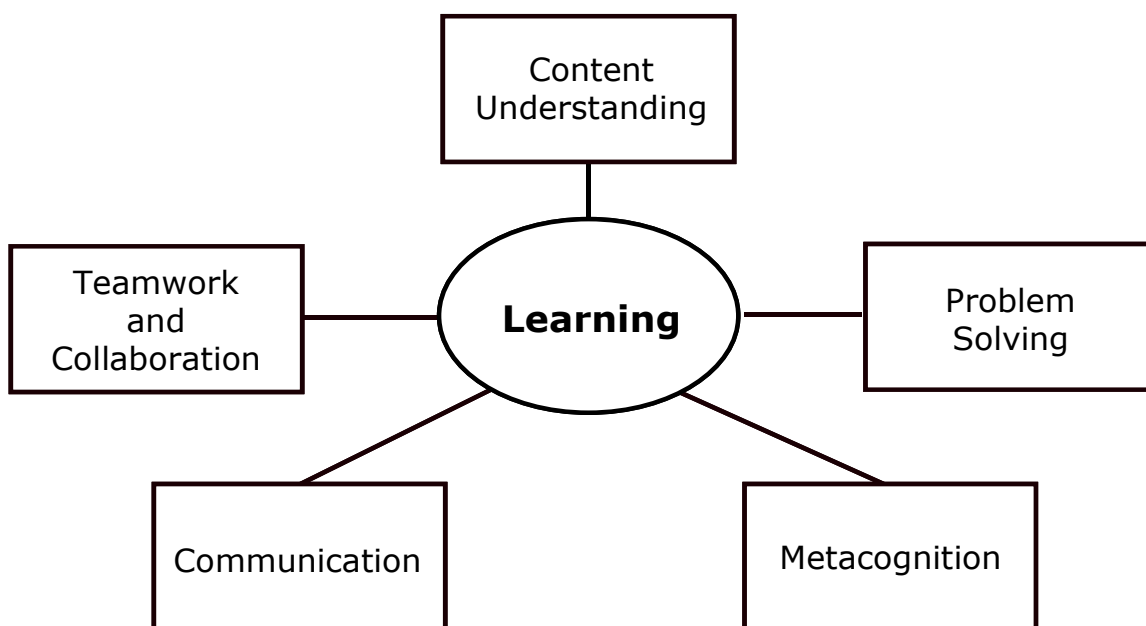 Content
Understanding
Teamwork
and
Collaboration
Learning
Problem
Solving
Communication
Metacognition